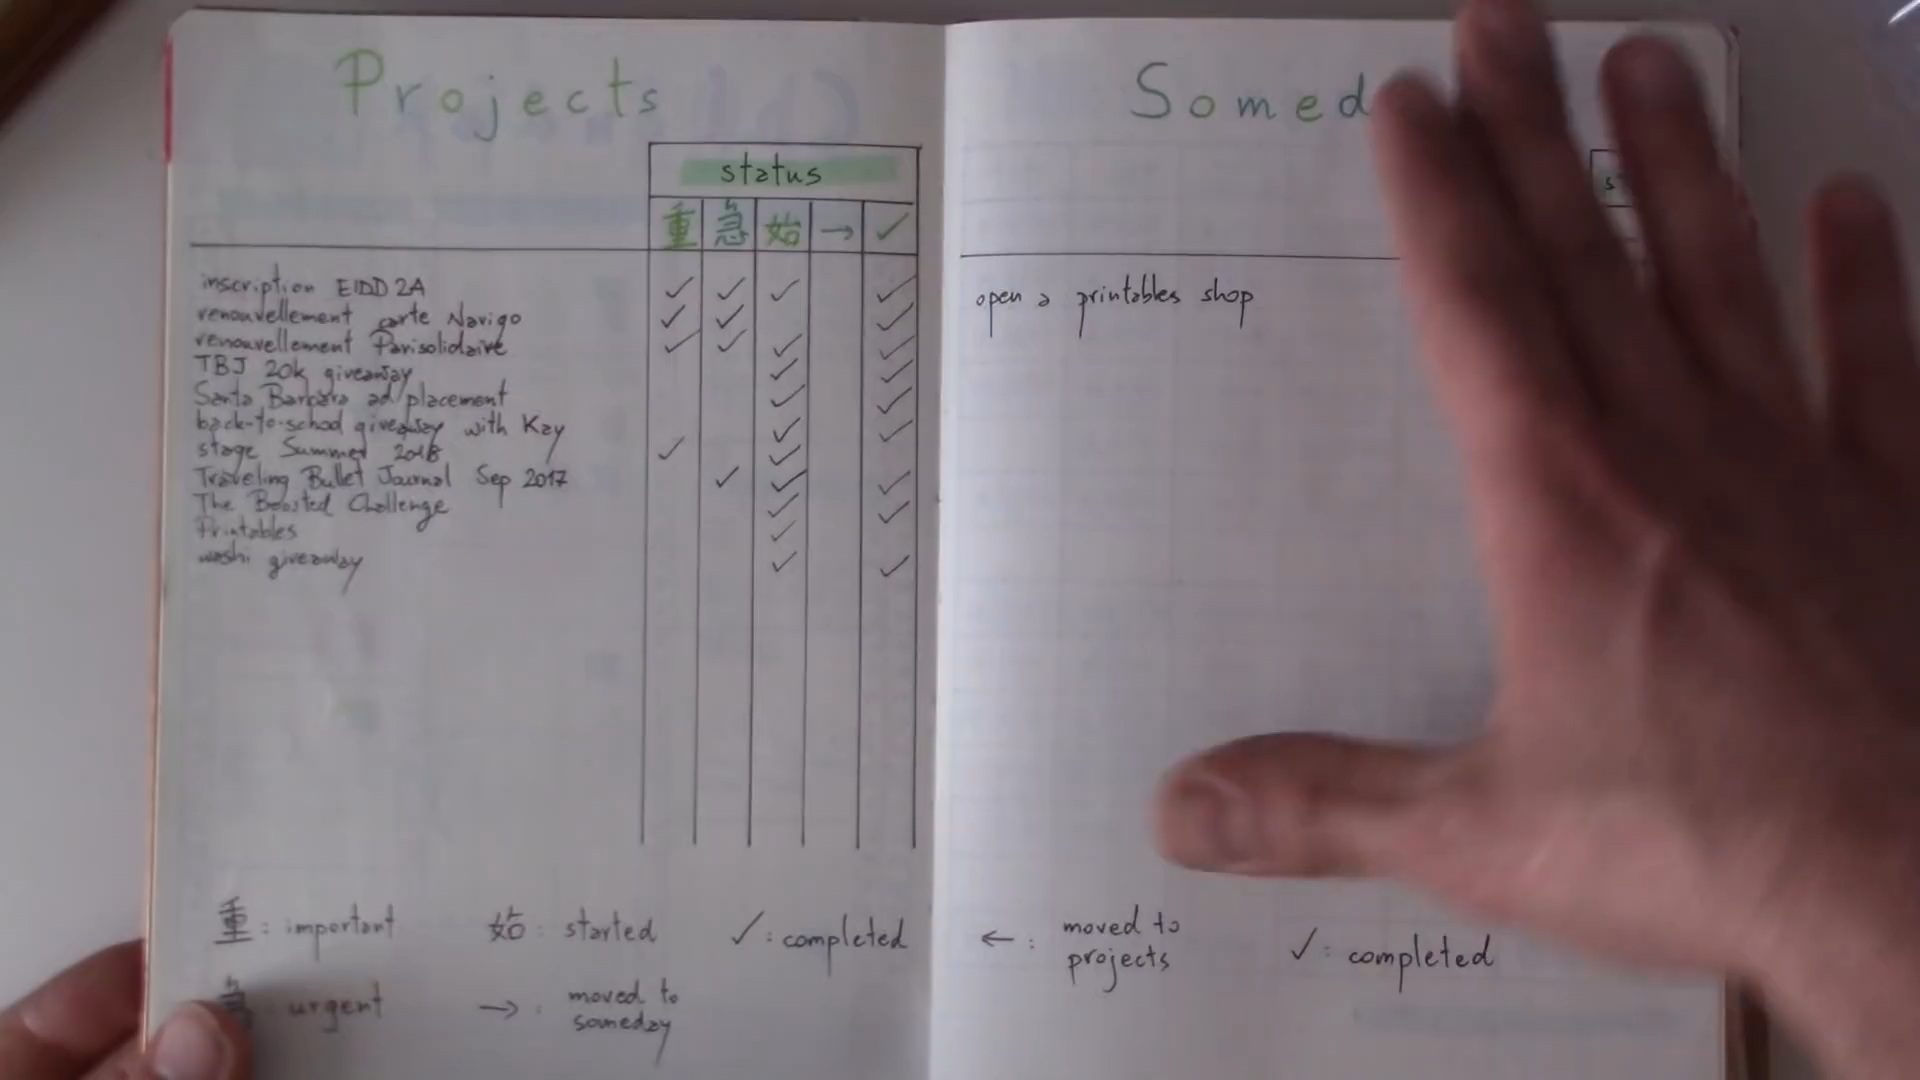 Projects
status
重 急 始 → ✓
inscription EIDD 2A ✓ ✓ ✓ ✓
renouvellement carte Navigo ✓ ✓ ✓
renouvellement Parisolidaire ✓ ✓ ✓ ✓
TBJ 20k giveaway ✓ ✓
Santa Barbara ad placement ✓ ✓
back-to-school giveaway with Kay ✓ ✓
stage Summed 2018 ✓ ✓
Traveling Bullet Journal Sep 2017 ✓ ✓ ✓
The Boosted Challenge ✓ ✓
Printables ✓
washi giveaway ✓ ✓
重: important
始: started
✓: completed
急: urgent
→: moved to
someday
Somed
open a printables shop
←: moved to
projects
✓: completed